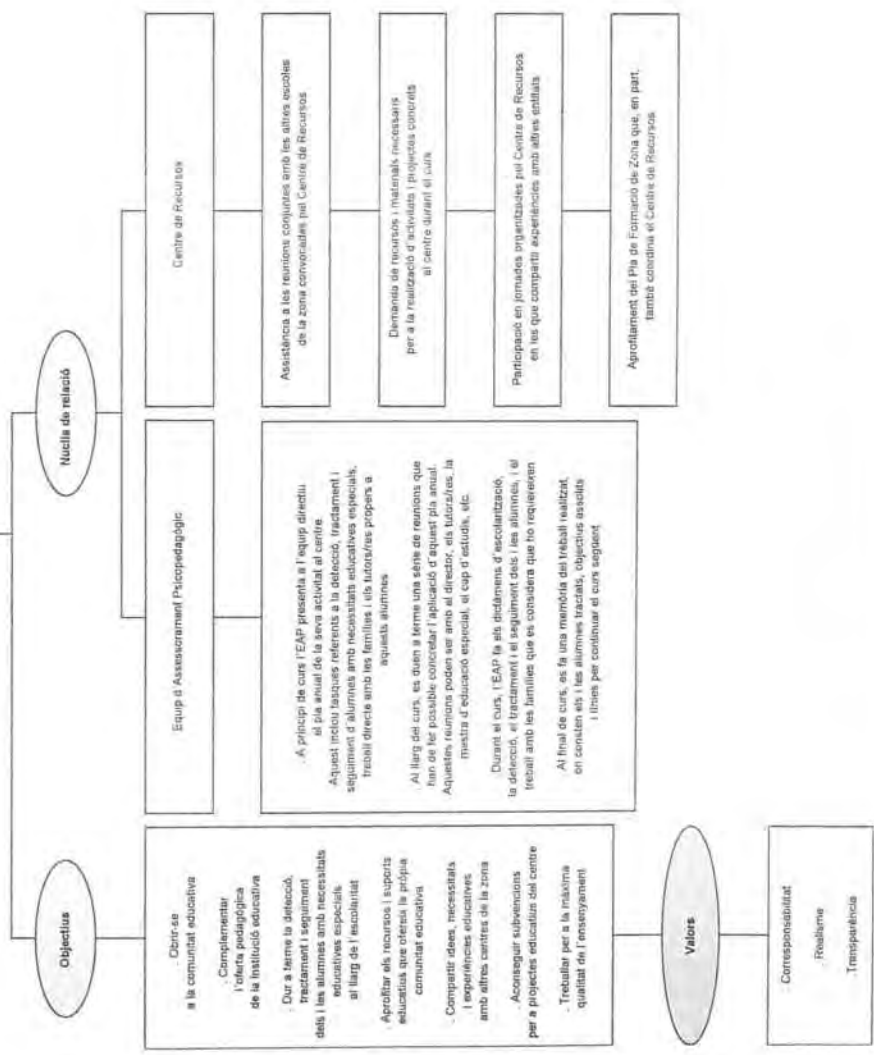 Objectius
. Obrir-se
a la comunitat educativa
. Complementar
l'oferta pedagògica
de la Institució educativa
. Dur a terme la detecció,
tractament i seguiment
dels i les alumnes amb necessitats
educatives especials
al llarg de l'escolaritat
. Aprofitar els recursos i suports
educatius que ofereix la pròpia
comunitat educativa
. Compartir idees, necessitats
i experiències educatives
amb altres centres de la zona
. Aconseguir subvencions
per a projectes educatius del centre
. Treballar per a la màxima
qualitat de l'ensenyament
Valors
. Corresponsabilitat
. Realisme
. Transparència
Nuclis de relació
Equip d'Assessorament Psicopedagògic
. A principi de curs l'EAP presenta a l'equip directiu
el pla anual de la seva activitat al centre.
Aquest inclou tasques referents a la detecció, tractament i
seguiment d'alumnes amb necessitats educatives especials,
treball directe amb les famílies i els tutors/res propers a
aquests alumnes
. Al llarg del curs, es duen a terme una sèrie de reunions que
han de fer possible concretar l'aplicació d'aquest pla anual.
Aquestes reunions poden ser amb el director, els tutors/res, la
mestra d'educació especial, el cap d'estudis, etc.
. Durant el curs, l'EAP fa els dictàmens d'escolarització,
la detecció, el tractament i el seguiment dels i les alumnes, i el
treball amb les famílies que es considera que ho requereixen
Al final de curs, es fa una memòria del treball realitzat,
on consten els i les alumnes tractats, objectius assolits
i línies per continuar el curs següent
Centre de Recursos
Assistència a les reunions conjuntes amb les altres escoles
de la zona convocades pel Centre de Recursos
Demanda de recursos i materials necessaris
per a la realització d'activitats i projectes concrets
al centre durant el curs
Participació en jornades organitzades pel Centre de Recursos
en les que compartir experiències amb altres entitats
Aprofitament del Pla de Formació de Zona que, en part,
també coordina el Centre de Recursos